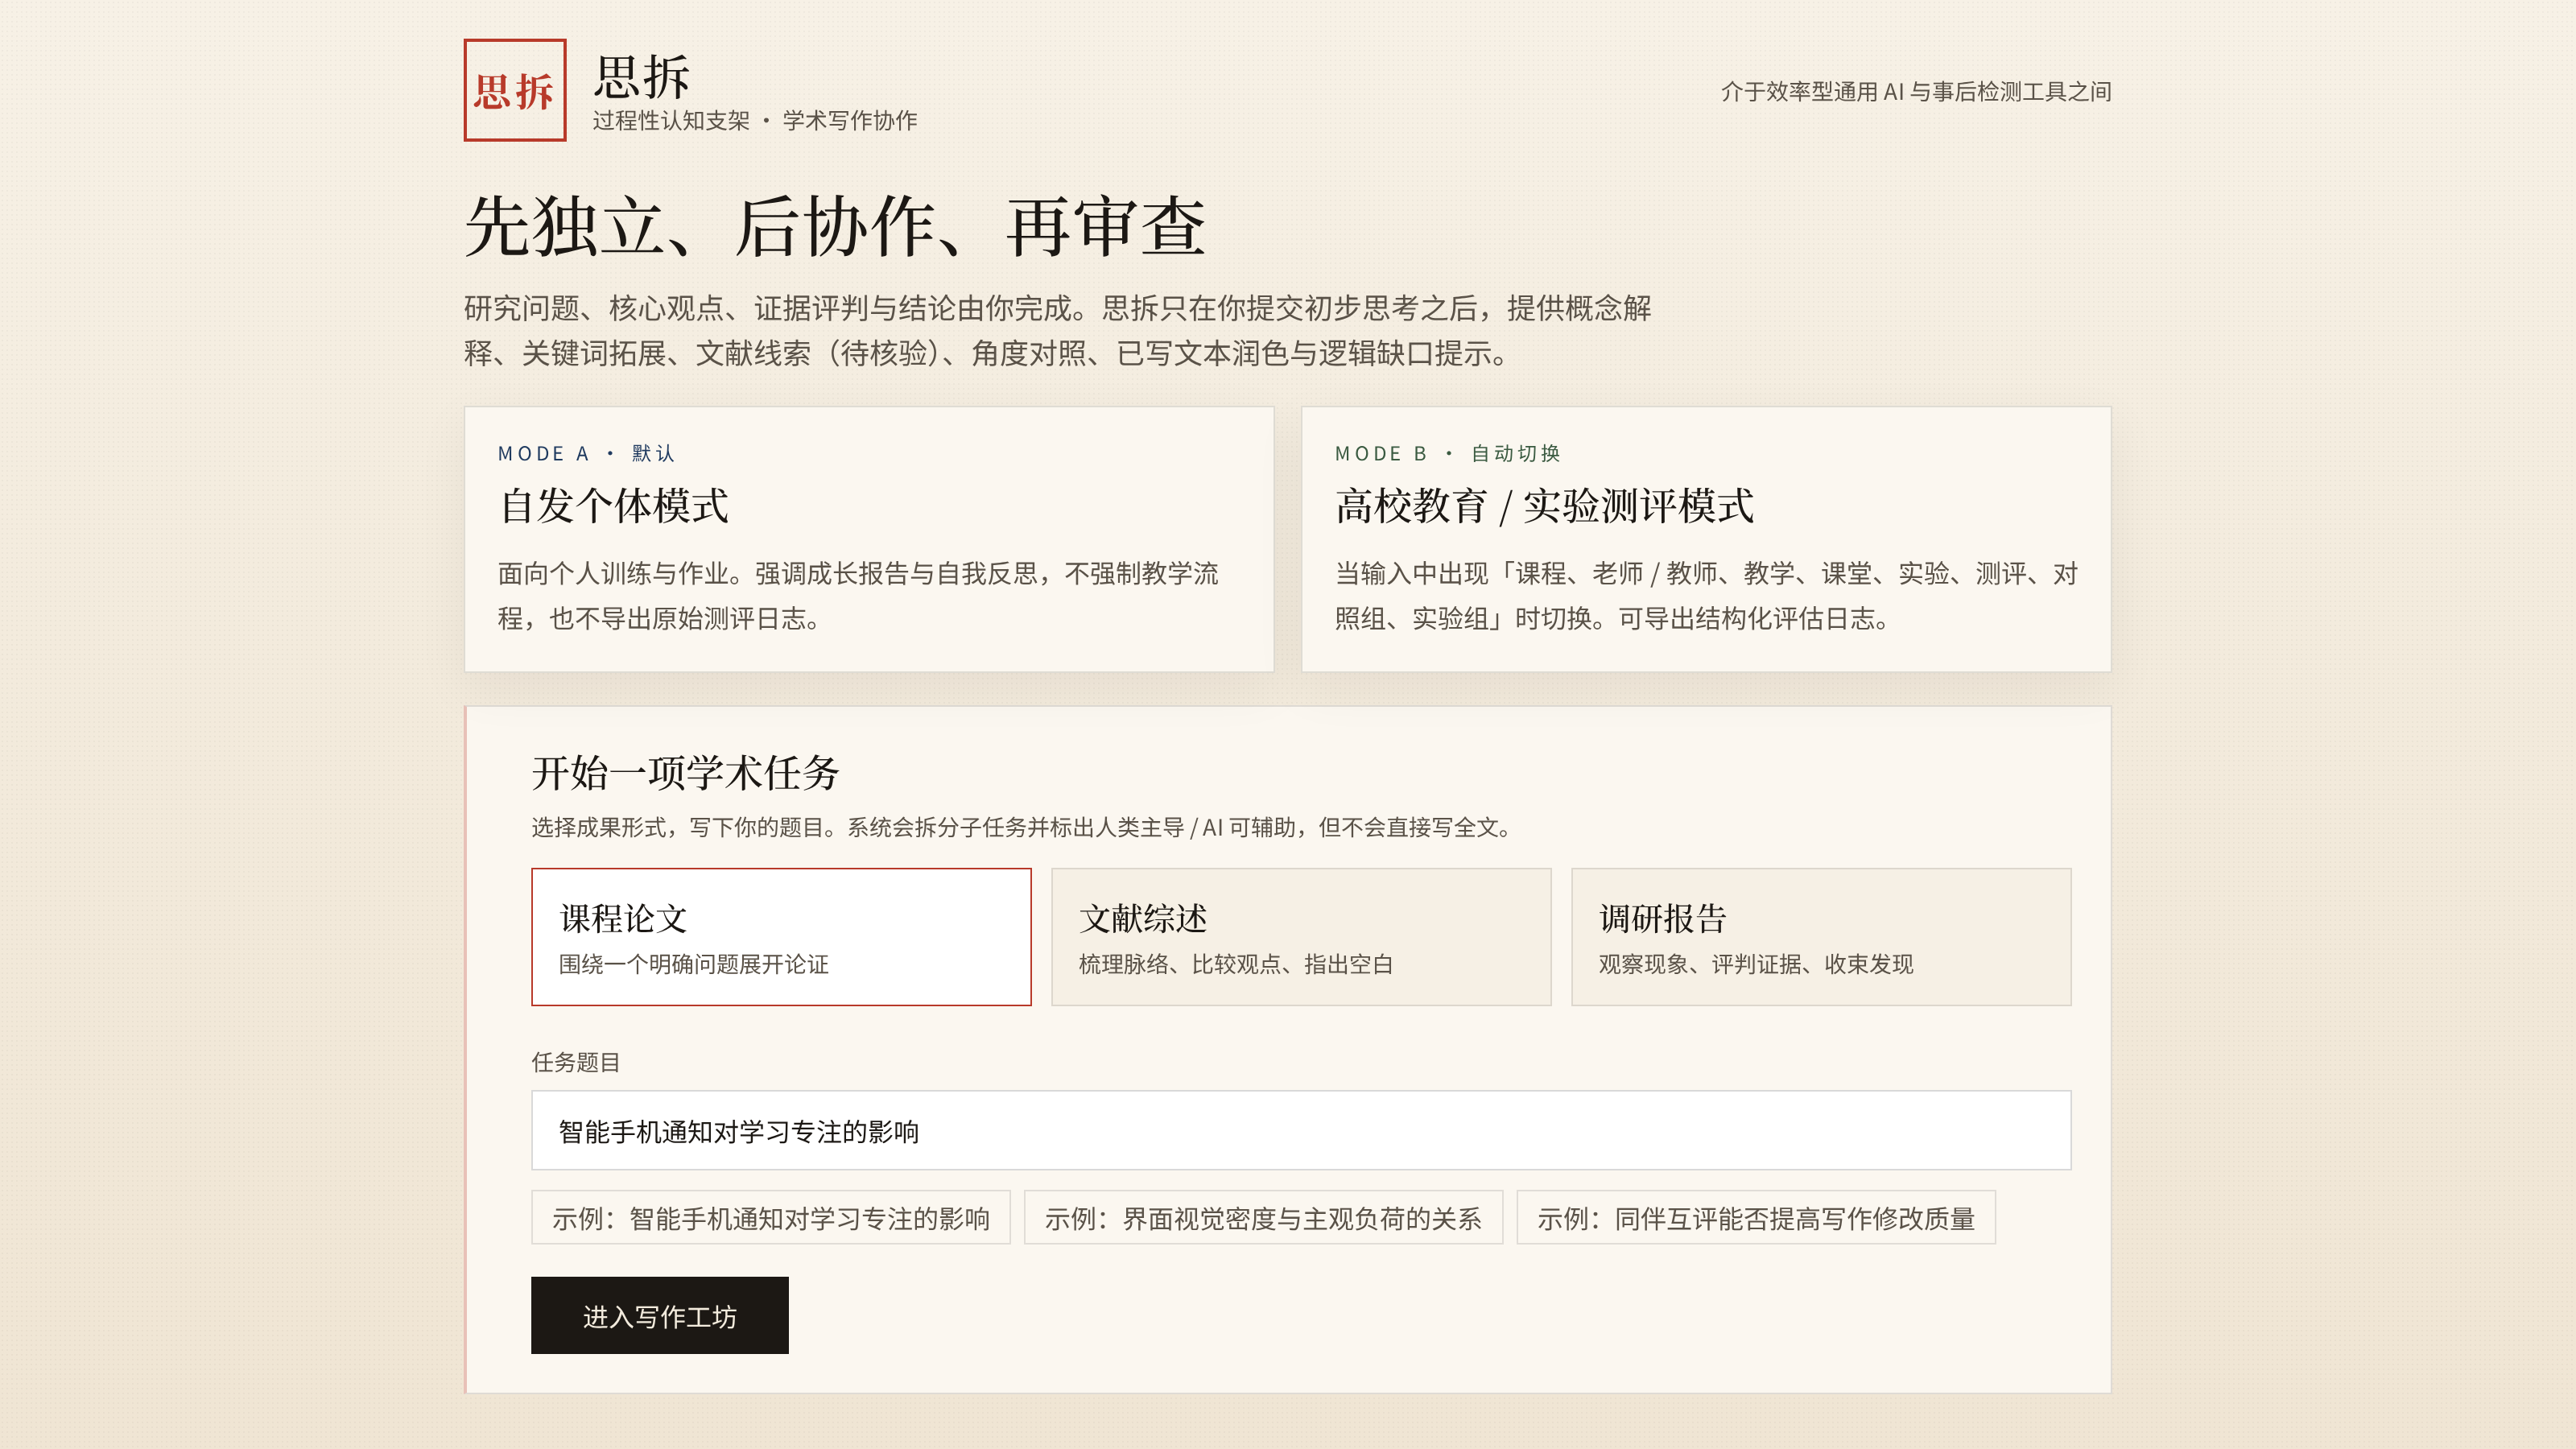 思拆
思拆
过程性认知支架 · 学术写作协作
介于效率型通用 AI 与事后检测工具之间
先独立、后协作、再审查
研究问题、核心观点、证据评判与结论由你完成。思拆只在你提交初步思考之后，提供概念解
释、关键词拓展、文献线索（待核验）、角度对照、已写文本润色与逻辑缺口提示。
MODE A · 默认
自发个体模式
面向个人训练与作业。强调成长报告与自我反思，不强制教学流
程，也不导出原始测评日志。
MODE B · 自动切换
高校教育 / 实验测评模式
当输入中出现「课程、老师 / 教师、教学、课堂、实验、测评、对
照组、实验组」时切换。可导出结构化评估日志。
开始一项学术任务
选择成果形式，写下你的题目。系统会拆分子任务并标出人类主导 / AI 可辅助，但不会直接写全文。
课程论文
围绕一个明确问题展开论证
文献综述
梳理脉络、比较观点、指出空白
调研报告
观察现象、评判证据、收束发现
任务题目
智能手机通知对学习专注的影响
示例：智能手机通知对学习专注的影响
示例：界面视觉密度与主观负荷的关系
示例：同伴互评能否提高写作修改质量
进入写作工坊